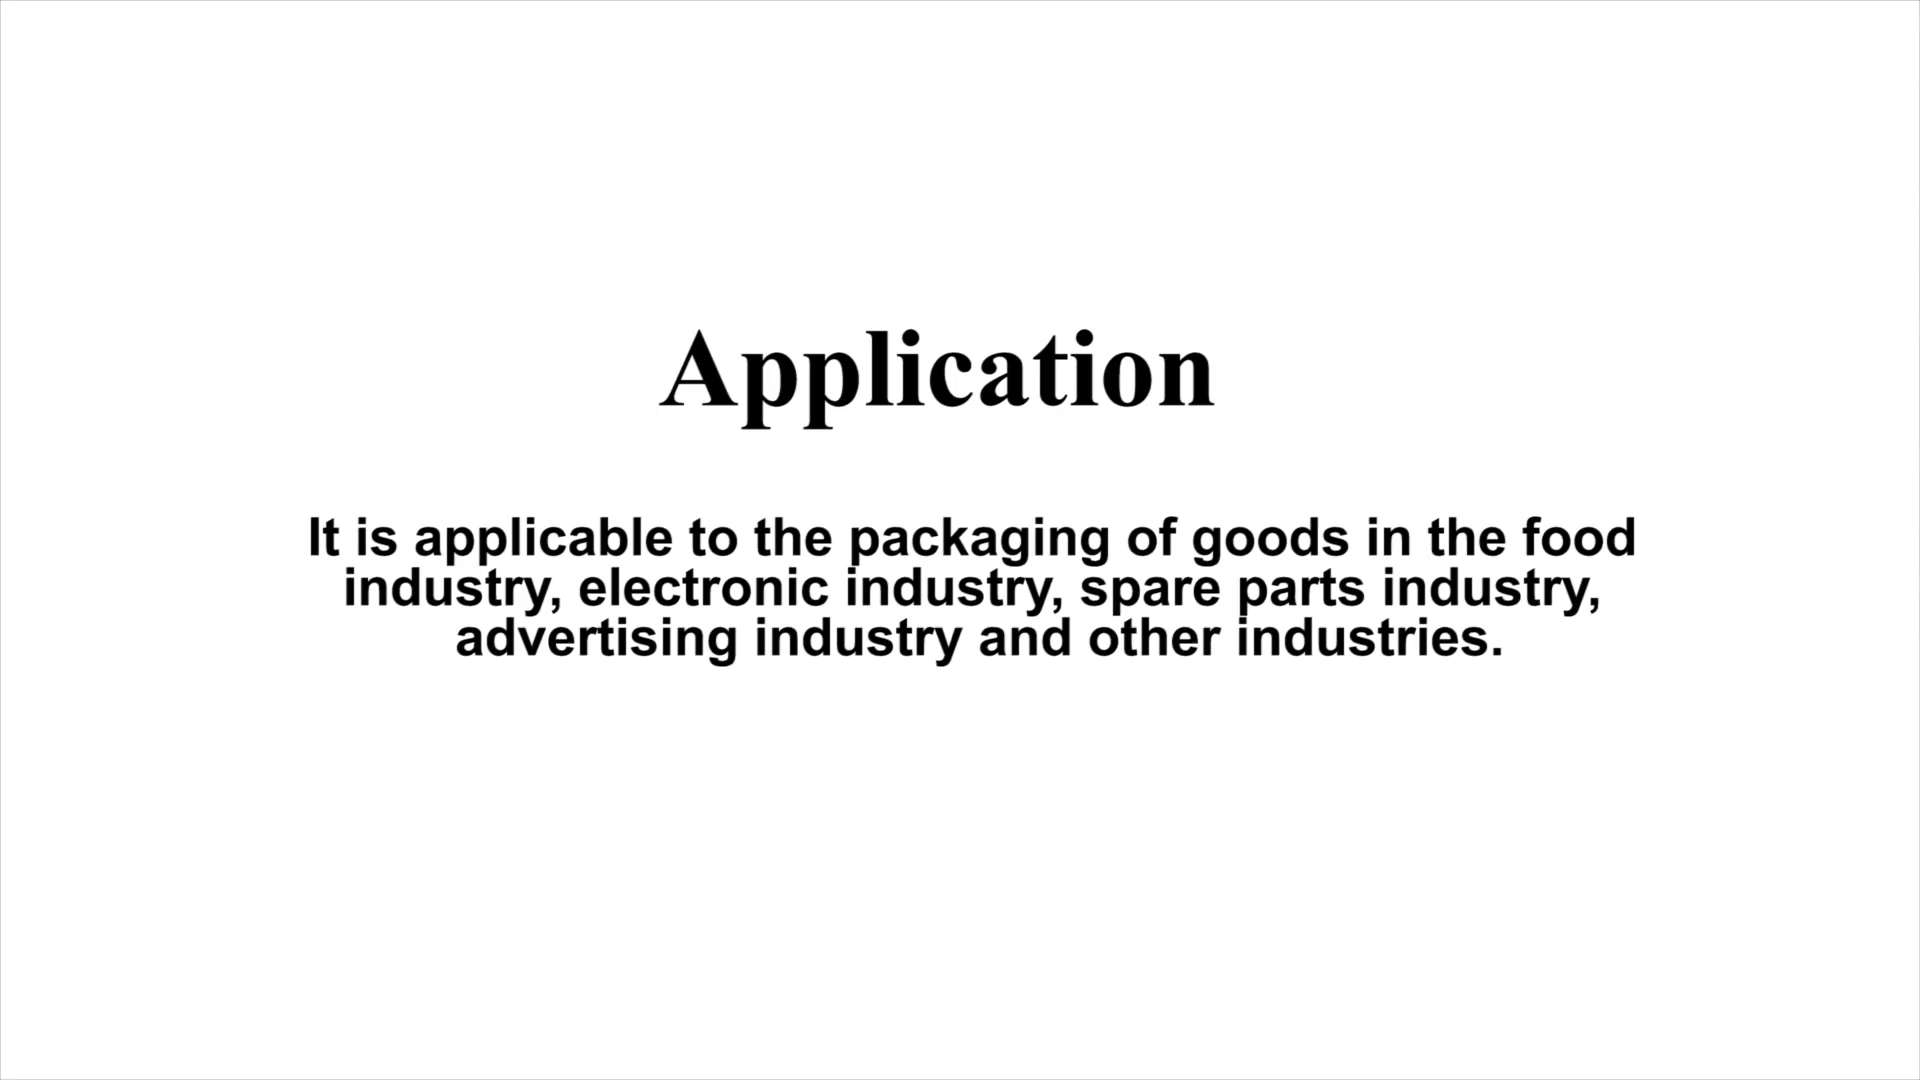 Application
It is applicable to the packaging of goods in the food
industry, electronic industry, spare parts industry,
advertising industry and other industries.